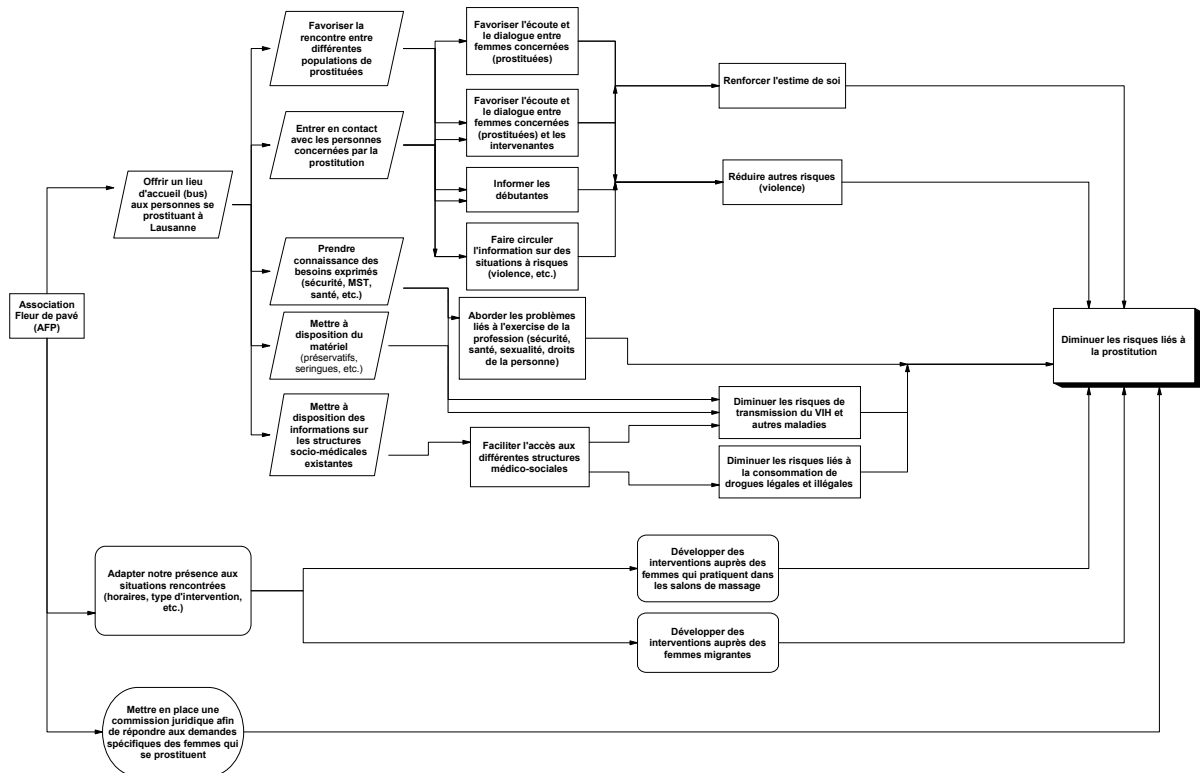 Favoriser la
rencontre entre
différentes
populations de
prostituées
Favoriser l'écoute et
le dialogue entre
femmes concernées
(prostituées)
Renforcer l'estime de soi
Favoriser l'écoute et
le dialogue entre
femmes concernées
(prostituées) et les
intervenantes
Entrer en contact
avec les personnes
concernées par la
prostitution
Offrir un lieu
d'accueil (bus)
aux personnes se
prostituant à
Lausanne
Informer les
débutantes
Réduire autres risques
(violence)
Prendre
connaissance des
besoins exprimés
(sécurité, MST,
santé, etc.)
Faire circuler
l'information sur des
situations à risques
(violence, etc.)
Association
Fleur de pavé
(AFP)
Mettre à
disposition du
matériel
(préservatifs,
seringues, etc.)
Aborder les problèmes
liés à l'exercise de la
profession (sécurité,
santé, sexualité, droits
de la personne)
Diminuer les risques liés à
la prostitution
Mettre à
disposition des
informations sur
les structures
socio-médicales
existantes
Faciliter l'accès aux
différentes structures
médico-sociales
Diminuer les risques de
transmission du VIH et
autres maladies
Diminuer les risques liés à
la consommation de
drogues légales et illégales
Adapter notre présence aux
situations rencontrées
(horaires, type d'intervention,
etc.)
Développer des
interventions auprès des
femmes qui pratiquent dans
les salons de massage
Développer des
interventions auprès des
femmes migrantes
Mettre en place une
commission juridique afin
de répondre aux demandes
spécifiques des femmes qui
se prostituent